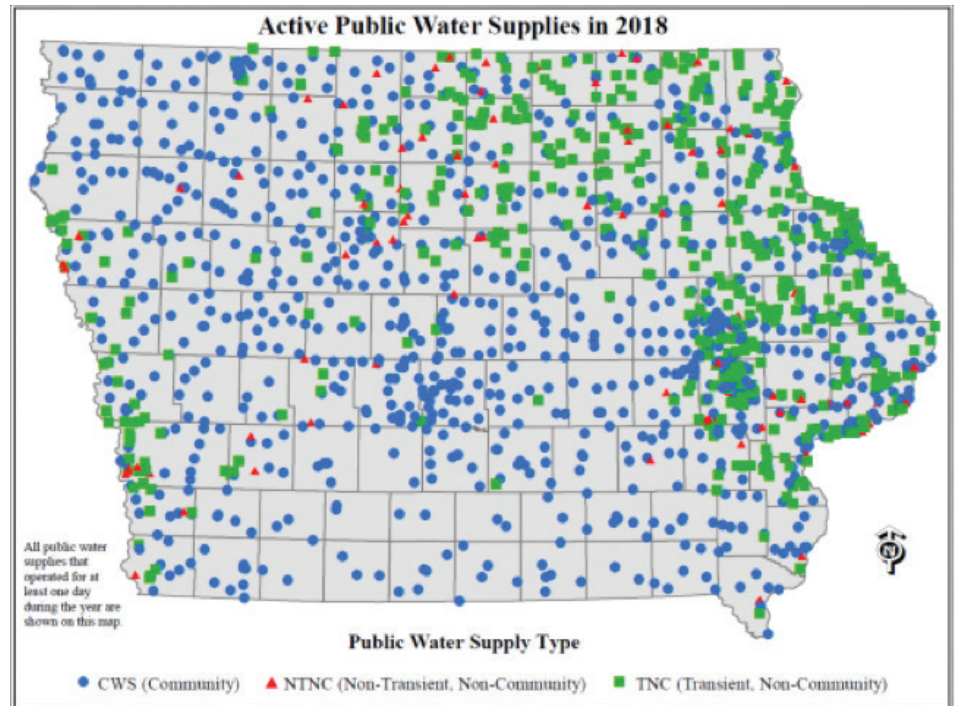 Active Public Water Supplies in 2018
All public water
supplies that
operated for at
least one day
during the year are
shown on this map.
N
Public Water Supply Type
CWS (Community) NTNC (Non-Transient, Non-Community) TNC (Transient, Non-Community)